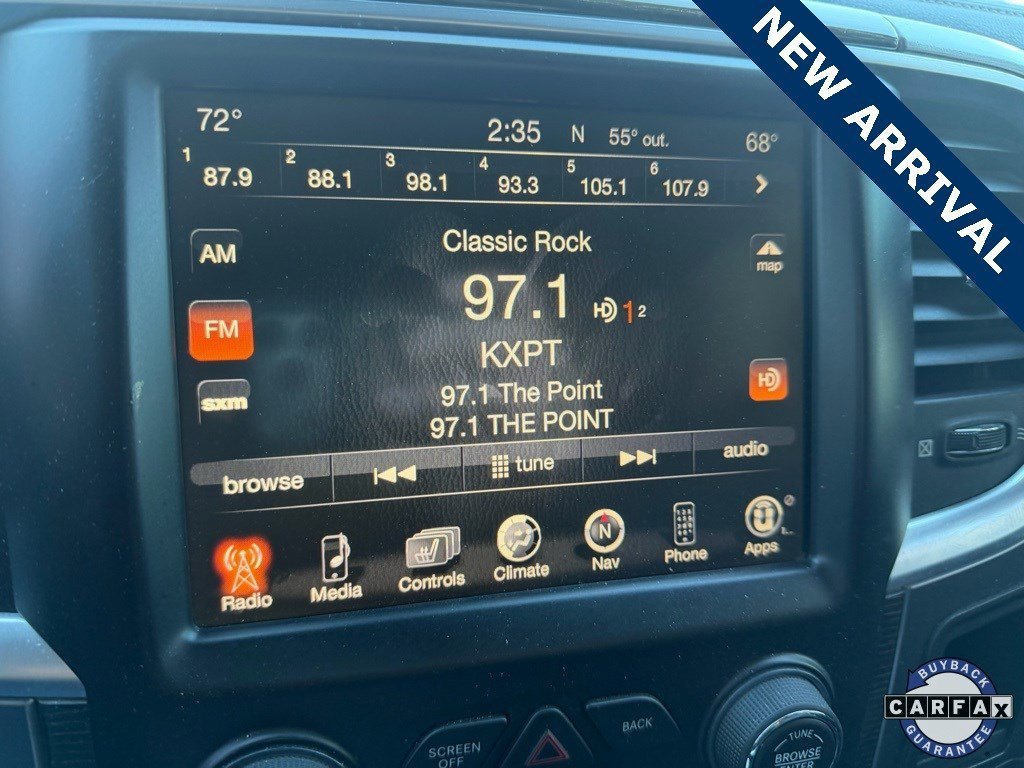 NEW ARRIVAL
72° 2:35 N 55° out. 68°
1 87.9 2 88.1 3 98.1 4 93.3 5 105.1 6 107.9
AM
Classic Rock
map
FM
97.1 HD 1 2
KXPT
HD
sxm
97.1 The Point
97.1 THE POINT
browse tune audio
Radio Media Controls Climate N Nav Phone Apps
SCREEN
OFF
BACK
TUNE
BROWSE
ENTER
BUYBACK
CARFAX
GUARANTEE